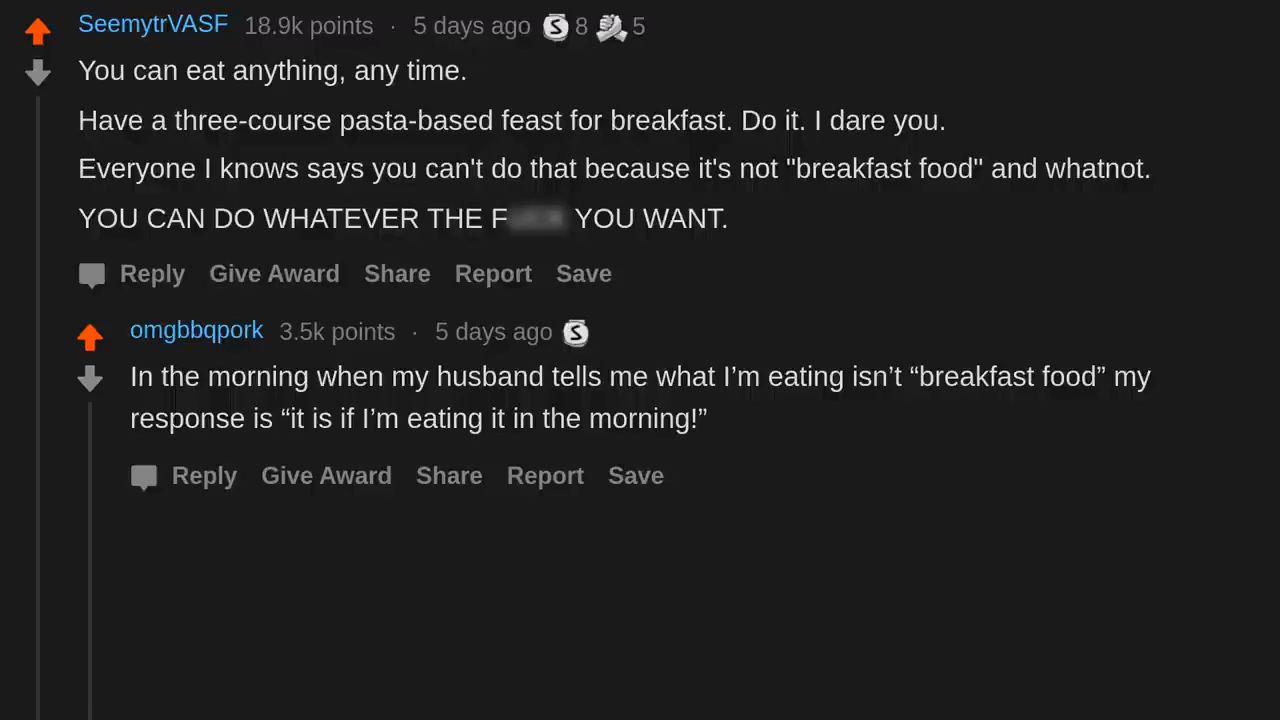 SeemytrVASF 18.9k points · 5 days ago 8 5
You can eat anything, any time.
Have a three-course pasta-based feast for breakfast. Do it. I dare you.
Everyone I knows says you can't do that because it's not "breakfast food" and whatnot.
YOU CAN DO WHATEVER THE F YOU WANT.
Reply Give Award Share Report Save
omgbbqpork 3.5k points · 5 days ago
In the morning when my husband tells me what I’m eating isn’t “breakfast food” my
response is “it is if I’m eating it in the morning!”
Reply Give Award Share Report Save